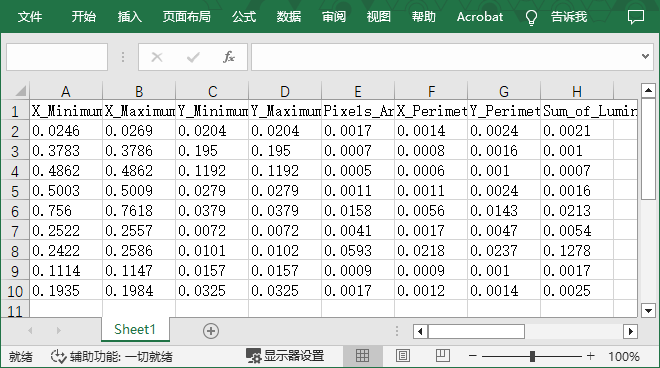 文件 开始 插入 页面布局 公式 数据 审阅 视图 帮助 Acrobat 告诉我
fx
A B C D E F G H
1 X_Minimum X_Maximum Y_Minimum Y_Maximum Pixels_Ar X_Perimet Y_Perimet Sum_of_Lumin
2 0.0246 0.0269 0.0204 0.0204 0.0017 0.0014 0.0024 0.0021
3 0.3783 0.3786 0.195 0.195 0.0007 0.0008 0.0016 0.001
4 0.4862 0.4862 0.1192 0.1192 0.0005 0.0006 0.001 0.0007
5 0.5003 0.5009 0.0279 0.0279 0.0011 0.0011 0.0024 0.0016
6 0.756 0.7618 0.0379 0.0379 0.0158 0.0056 0.0143 0.0213
7 0.2522 0.2557 0.0072 0.0072 0.0041 0.0017 0.0047 0.0054
8 0.2422 0.2586 0.0101 0.0102 0.0593 0.0218 0.0237 0.1278
9 0.1114 0.1147 0.0157 0.0157 0.0009 0.0009 0.001 0.0017
10 0.1935 0.1984 0.0325 0.0325 0.0017 0.0012 0.0014 0.0025
11
Sheet1
就绪 辅助功能: 一切就绪 显示器设置 100%